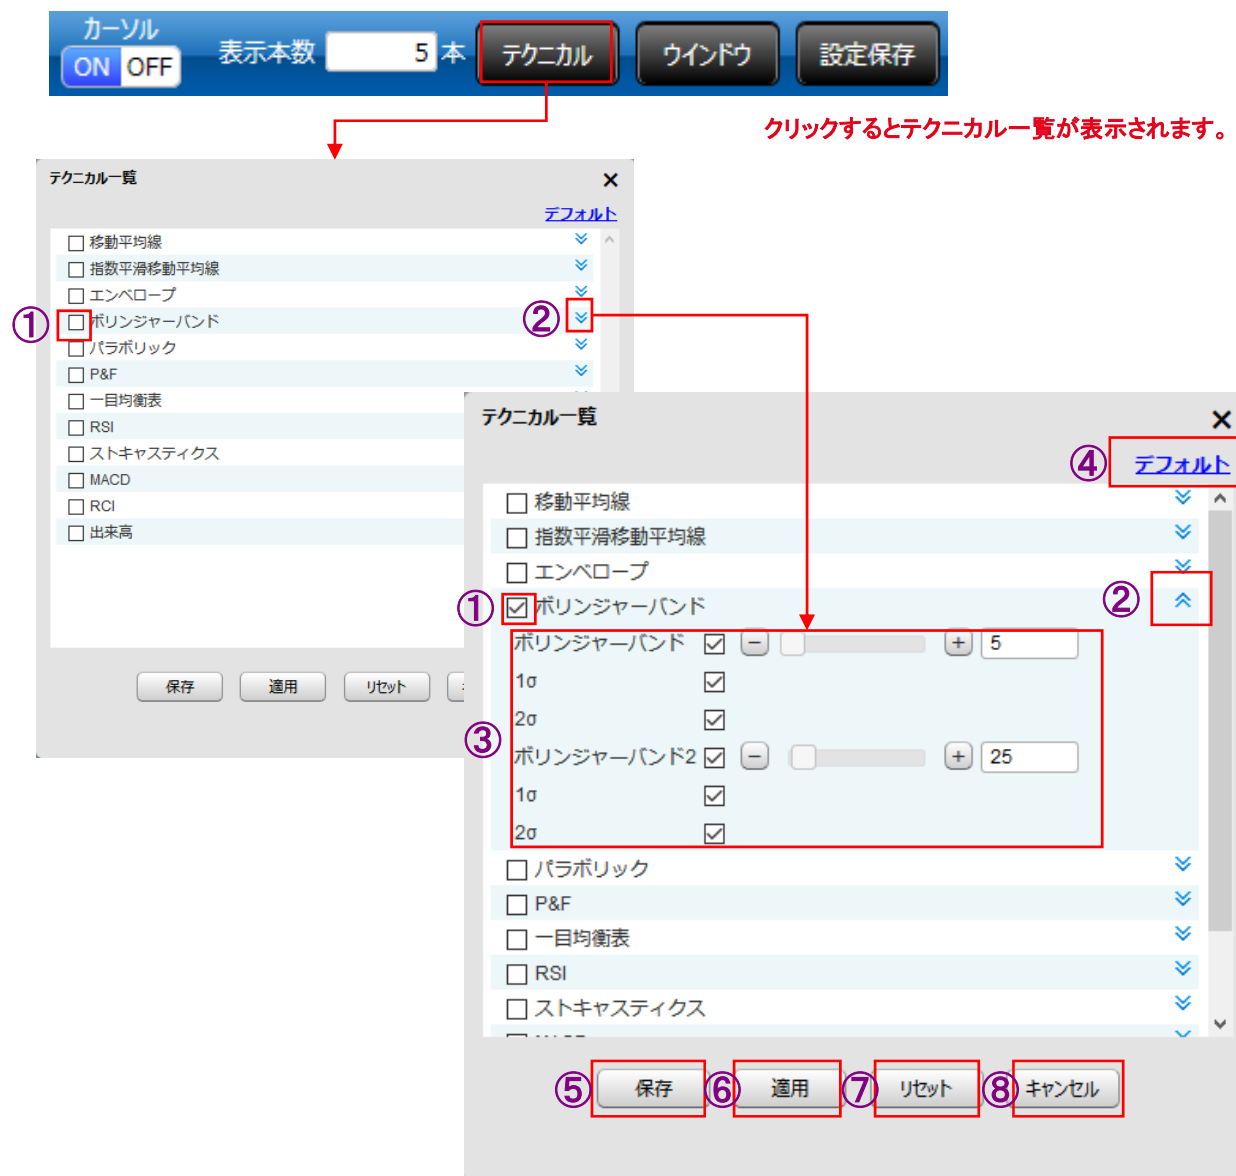 カーソル
ON OFF 表示本数 5 本 テクニカル ウインドウ 設定保存
クリックするとテクニカル一覧が表示されます。
テクニカル一覧
デフォルト
移動平均線
指数平滑移動平均線
エンベロープ
① ボリンジャーバンド ②
パラボリック
P&F
一目均衡表
RSI
ストキャスティクス
MACD
RCI
出来高
保存 適用 リセット
テクニカル一覧
④ デフォルト
移動平均線
指数平滑移動平均線
エンベロープ
① ボリンジャーバンド ②
③
ボリンジャーバンド 5
1σ
2σ
ボリンジャーバンド2 25
1σ
2σ
パラボリック
P&F
一目均衡表
RSI
ストキャスティクス
⑤ 保存 ⑥ 適用 ⑦ リセット ⑧ キャンセル